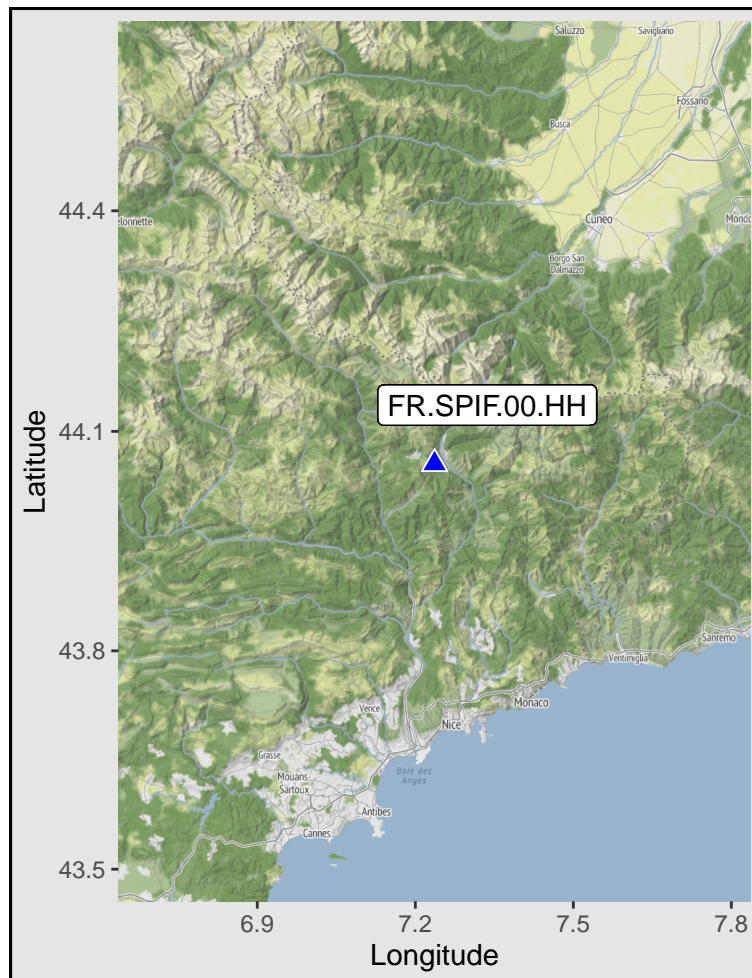 Saluzzo
Savigliano
Fossano
Busca
44.4
elonnette
Cuneo
Mondo
Borgo San
Dalmazzo
FR.SPIF.00.HH
44.1
Latitude
43.8
Sanremo
Ventimiglia
Monaco
Vence
Nice
Grasse
Baie des
Anges
Mouans
Sartoux
Antibes
Cannes
43.5
6.9
7.2
7.5
7.8
Longitude